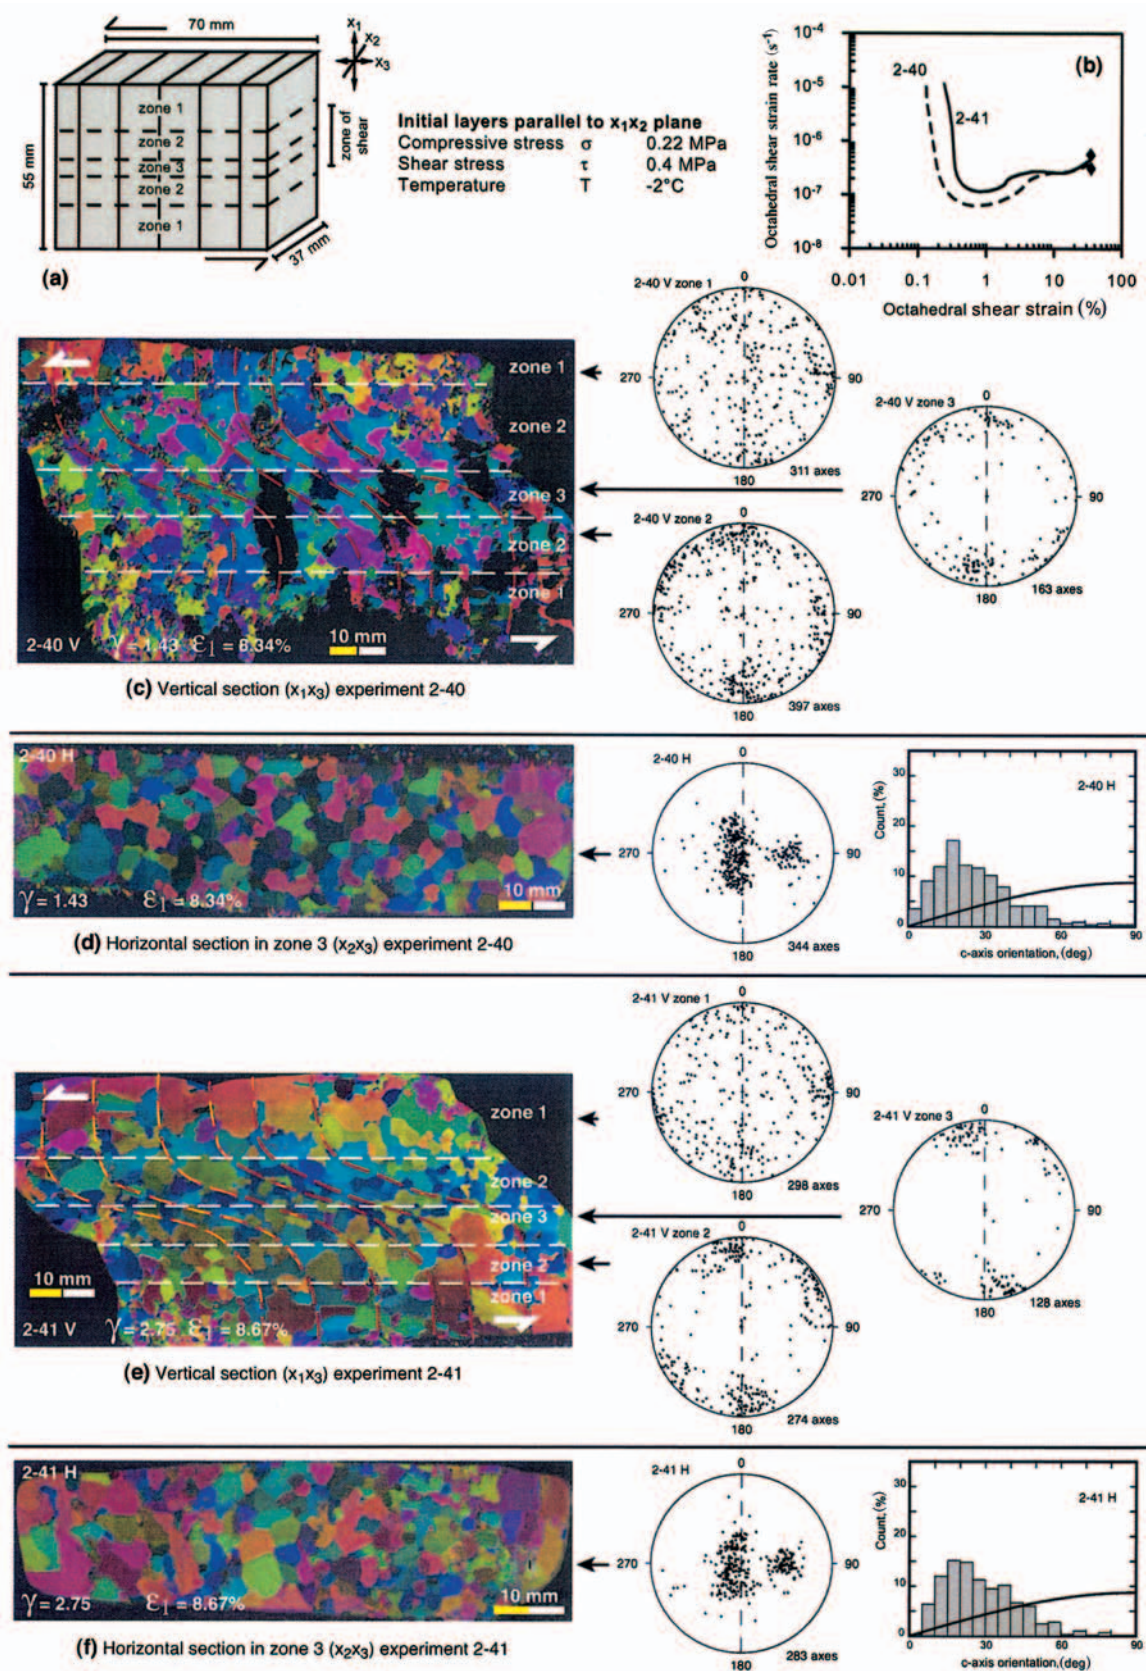 70 mm
x1
x2
x3
zone 1
zone 2
zone 3
zone 2
zone 1
zone of shear
55 mm
37 mm
(a)
Initial layers parallel to x1x2 plane
Compressive stress σ 0.22 MPa
Shear stress τ 0.4 MPa
Temperature T -2°C
(b)
Octahedral shear strain rate (s-1)
10-4
10-5
10-6
10-7
10-8
2-40
2-41
0.01 0.1 1 10 100
Octahedral shear strain (%)
zone 1
zone 2
zone 3
zone 2
zone 1
2-40 V γ = 1.43 Ɛ1 = 8.34%
10 mm
(c) Vertical section (x1x3) experiment 2-40
2-40 V zone 1
0
270
90
180
311 axes
2-40 V zone 3
0
270
90
180
163 axes
2-40 V zone 2
0
270
90
180
397 axes
2-40 H
γ = 1.43 Ɛ1 = 8.34%
10 mm
(d) Horizontal section in zone 3 (x2x3) experiment 2-40
2-40 H
0
270
90
180
344 axes
2-40 H
Count, (%)
30
20
10
0
0 30 60 90
c-axis orientation, (deg)
zone 1
zone 2
zone 3
zone 2
zone 1
10 mm
2-41 V γ = 2.75 Ɛ1 = 8.67%
(e) Vertical section (x1x3) experiment 2-41
2-41 V zone 1
0
270
90
180
298 axes
2-41 V zone 3
0
270
90
180
128 axes
2-41 V zone 2
0
270
90
180
274 axes
2-41 H
γ = 2.75 Ɛ1 = 8.67%
10 mm
(f) Horizontal section in zone 3 (x2x3) experiment 2-41
2-41 H
0
270
90
180
283 axes
2-41 H
Count, (%)
30
20
10
0
0 30 60 90
c-axis orientation, (deg)